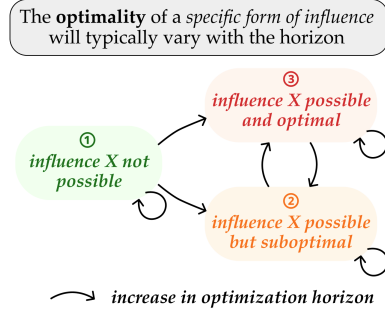 The optimality of a specific form of influence
will typically vary with the horizon
③
influence X possible
and optimal
①
influence X not
possible
②
influence X possible
but suboptimal
increase in optimization horizon